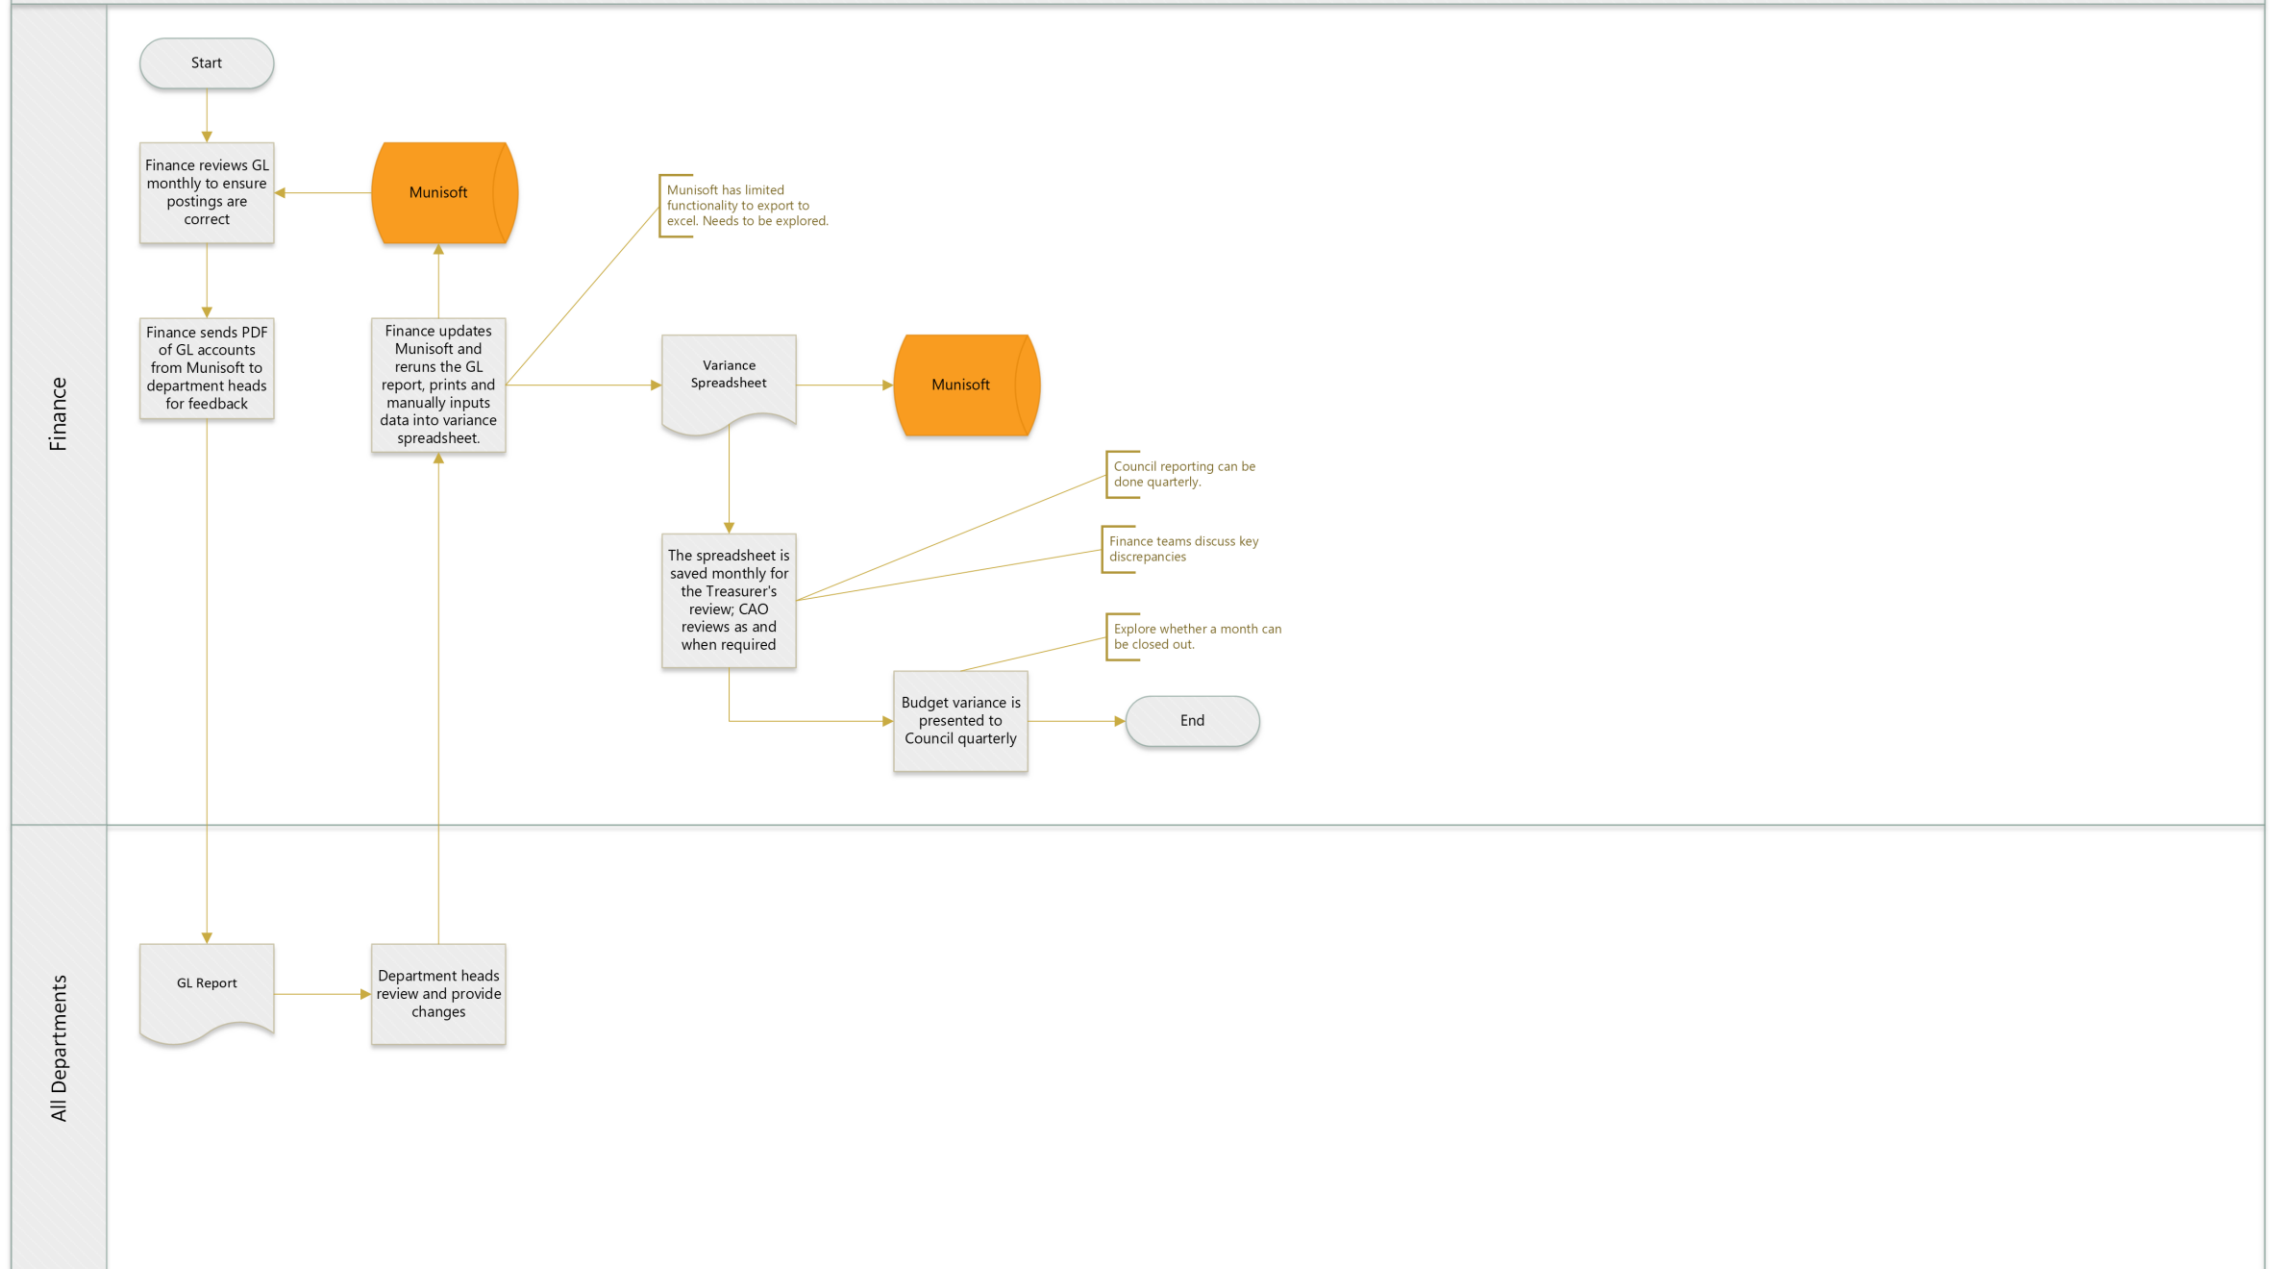 Finance
Start
Finance reviews GL
monthly to ensure
postings are
correct
Munisoft
Munisoft has limited
functionality to export to
excel. Needs to be explored.
Finance sends PDF
of GL accounts
from Munisoft to
department heads
for feedback
Finance updates
Munisoft and
reruns the GL
report, prints and
manually inputs
data into variance
spreadsheet.
Variance
Spreadsheet
Munisoft
Council reporting can be
done quarterly.
Finance teams discuss key
discrepancies
The spreadsheet is
saved monthly for
the Treasurer's
review; CAO
reviews as and
when required
Explore whether a month can
be closed out.
Budget variance is
presented to
Council quarterly
End
All Departments
GL Report
Department heads
review and provide
changes